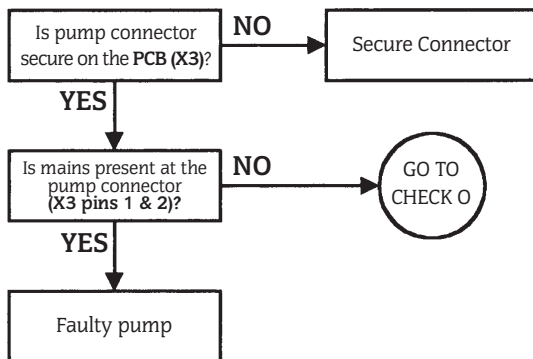 Is pump connector
secure on the PCB (X3)?
NO
Secure Connector
YES
Is mains present at the
pump connector
(X3 pins 1 & 2)?
NO
GO TO
CHECK O
YES
Faulty pump